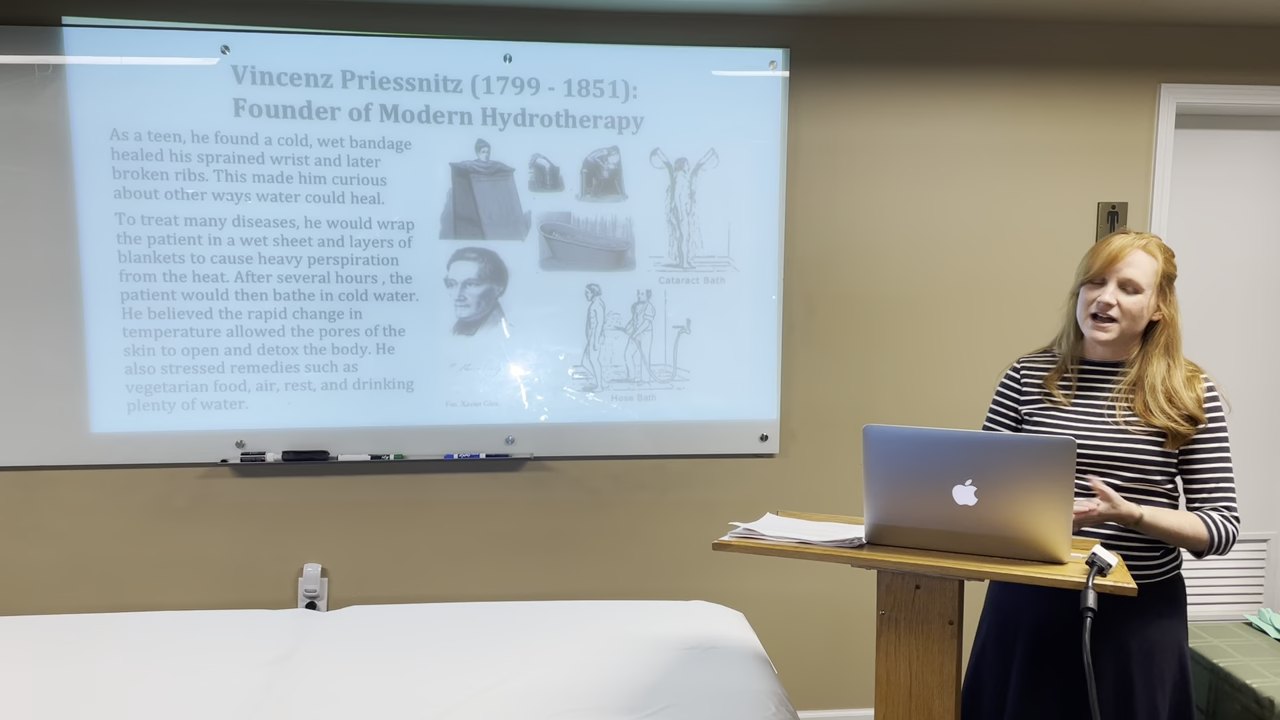 Vincenz Priessnitz (1799 - 1851):
Founder of Modern Hydrotherapy
As a teen, he found a cold, wet bandage
healed his sprained wrist and later
broken ribs. This made him curious
about other ways water could heal.
To treat many diseases, he would wrap
the patient in a wet sheet and layers of
blankets to cause heavy perspiration
from the heat. After several hours , the
patient would then bathe in cold water.
He believed the rapid change in
temperature allowed the pores of the
skin to open and detox the body. He
also stressed remedies such as
vegetarian food, air, rest, and drinking
plenty of water.
Cataract Bath
Hose Bath